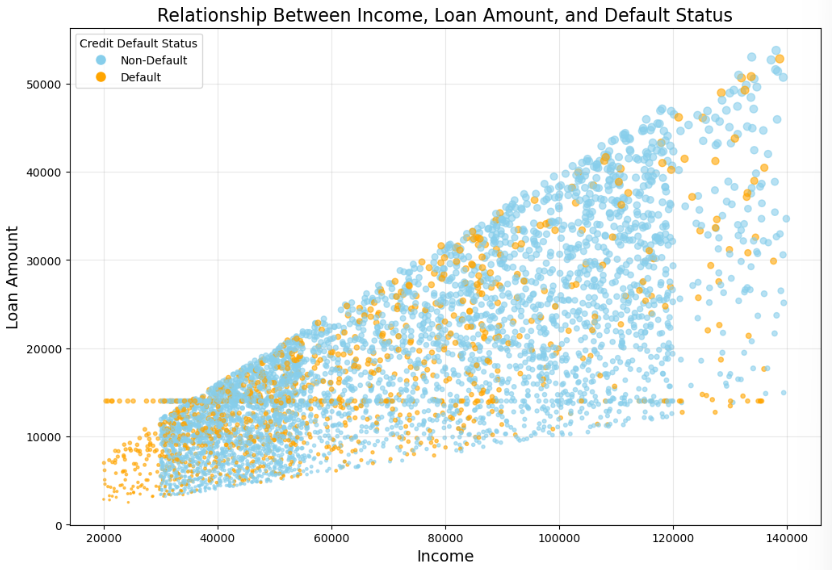 Relationship Between Income, Loan Amount, and Default Status
Credit Default Status
Non-Default
Default
Loan Amount
50000
40000
30000
20000
10000
0
20000 40000 60000 80000 100000 120000 140000
Income